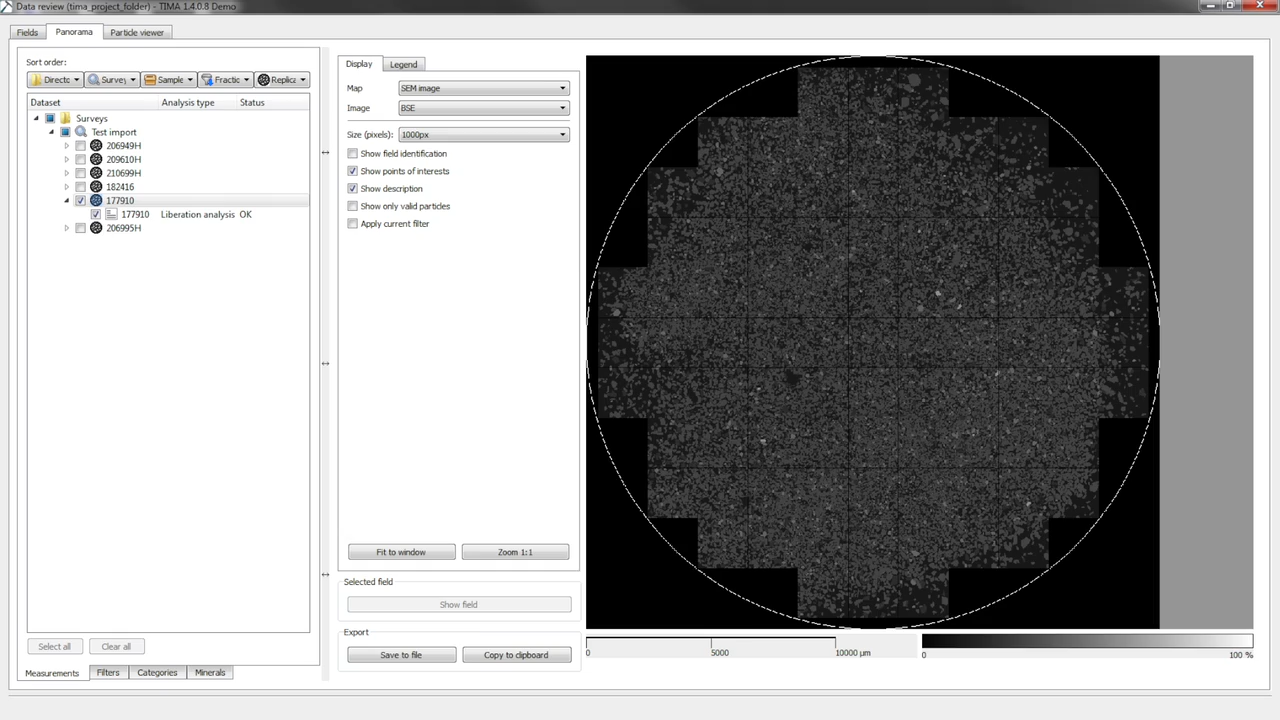 Data review (tima_project_folder) - TIMA 1.4.0.8 Demo
Fields Panorama Particle viewer
Sort order:
Directo Survey Sample Fractic Replica
Dataset Analysis type Status
Surveys
Test import
206949H
209610H
210699H
182416
177910
177910 Liberation analysis OK
206995H
Select all Clear all
Measurements Filters Categories Minerals
Display Legend
Map SEM image
Image BSE
Size (pixels): 1000px
Show field identification
Show points of interests
Show description
Show only valid particles
Apply current filter
Fit to window Zoom 1:1
Selected field
Show field
Export
Save to file Copy to clipboard
0 5000 10000 µm
0 100 %